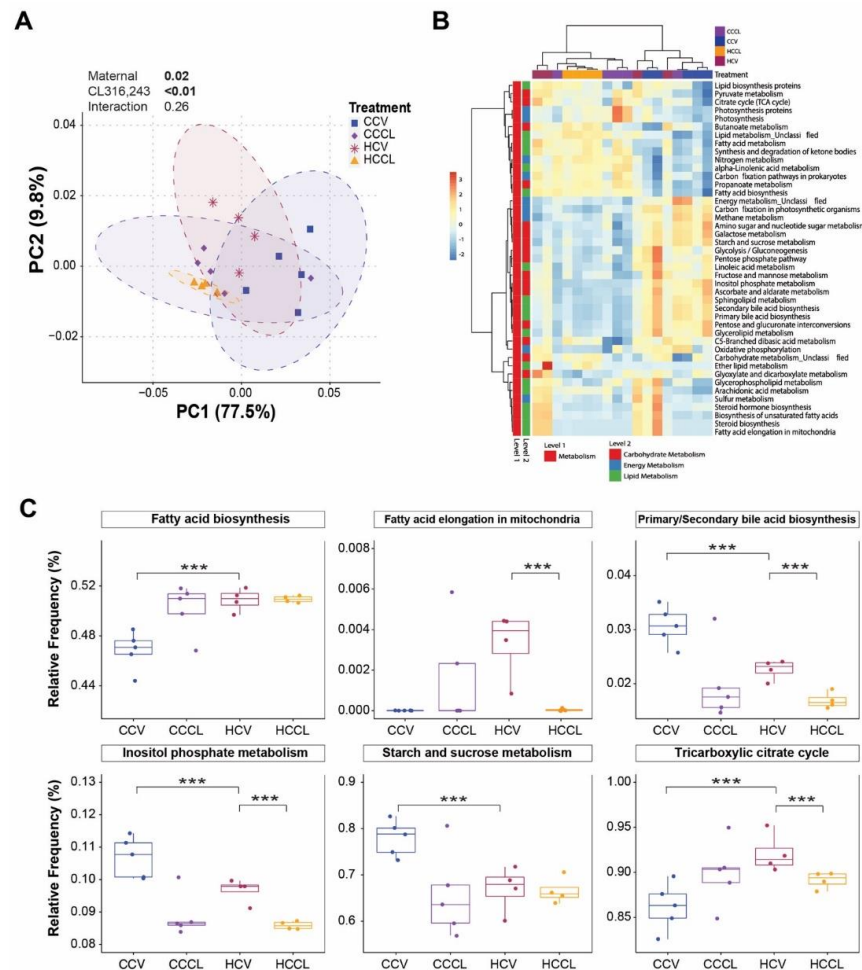 A
Maternal 0.02
CL316,243 <0.01
Interaction 0.26
Treatment
CCV
CCCL
HCV
HCCL
0.04
0.02
0.00
−0.02
PC2 (9.8%)
−0.05
0.00
0.05
PC1 (77.5%)
B
CCCL
CCV
HCCL
HCV
Treatment
Lipid biosynthesis proteins
Pyruvate metabolism
Citrate cycle (TCA cycle)
Photosynthesis proteins
Photosynthesis
Butanoate metabolism
Lipid metabolism_Unclassi fled
Fatty acid metabolism
Synthesis and degradation of ketone bodies
Nitrogen metabolism
alpha-Linolenic acid metabolism
Carbon fixation pathways in prokaryotes
Propanoate metabolism
Fatty acid biosynthesis
Energy metabolism_Unclassi fled
Carbon fixation in photosynthetic organisms
Methane metabolism
Amino sugar and nucleotide sugar metabolism
Galactose metabolism
Starch and sucrose metabolism
Glycolysis / Gluconeogenesis
Pentose phosphate pathway
Linoleic acid metabolism
Fructose and mannose metabolism
Inositol phosphate metabolism
Ascorbate and aldarate metabolism
Sphingolipid metabolism
Secondary bile acid biosynthesis
Primary bile acid biosynthesis
Pentose and glucuronate interconversions
Glycerolipid metabolism
C5-Branched dibasic acid metabolism
Oxidative phosphorylation
Carbohydrate metabolism_Unclassi fled
Ether lipid metabolism
Glyoxylate and dicarboxylate metabolism
Glycerophospholipid metabolism
Arachidonic acid metabolism
Sulfur metabolism
Steroid hormone biosynthesis
Biosynthesis of unsaturated fatty acids
Steroid biosynthesis
Fatty acid elongation in mitochondria
3
2
1
0
−1
−2
Level 1
Level 2
Level 1
Metabolism
Level 2
Carbohydrate Metabolism
Energy Metabolism
Lipid Metabolism
C
Fatty acid biosynthesis
Relative Frequency (%)
0.52
0.48
0.44
***
CCV CCCL HCV HCCL
Fatty acid elongation in mitochondria
0.008
0.006
0.004
0.002
0.000
***
CCV CCCL HCV HCCL
Primary/Secondary bile acid biosynthesis
0.04
0.03
0.02
***
***
CCV CCCL HCV HCCL
Inositol phosphate metabolism
Relative Frequency (%)
0.13
0.12
0.11
0.10
0.09
0.08
***
***
CCV CCCL HCV HCCL
Starch and sucrose metabolism
0.9
0.8
0.7
0.6
***
CCV CCCL HCV HCCL
Tricarboxylic citrate cycle
1.00
0.95
0.90
0.85
***
***
CCV CCCL HCV HCCL